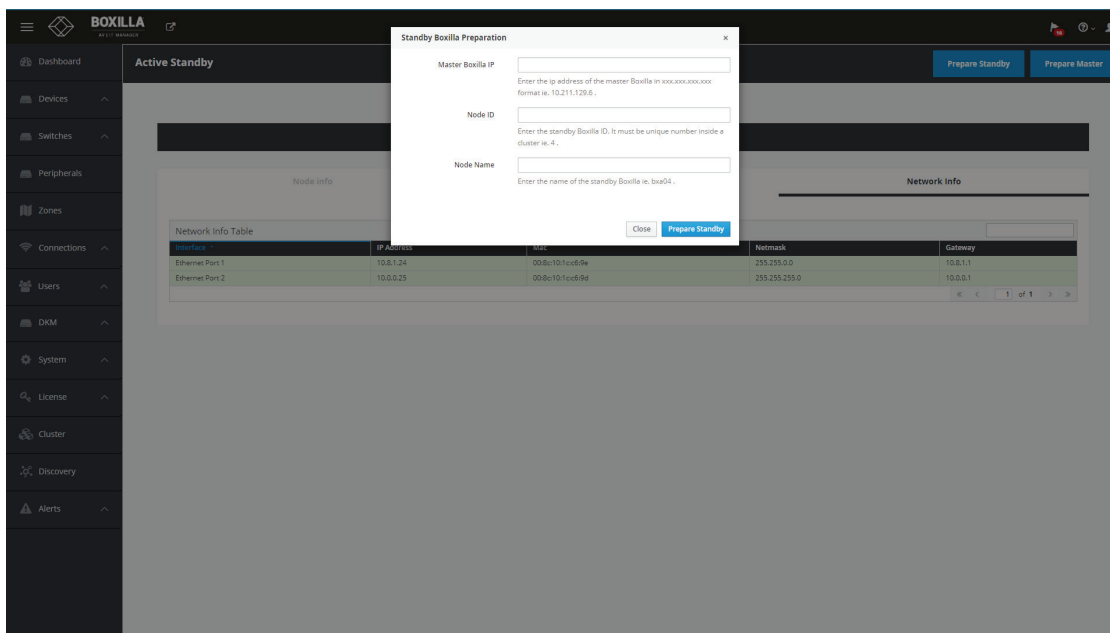 BOXILLA
Standby Boxilla Preparation
×
Dashboard
Active Standby
Prepare Standby
Prepare Master
Master Boxilla IP
Enter the ip address of the master Boxilla in xxx.xxx.xxx.xxx
format ie. 10.211.129.6 .
Devices
Node ID
Enter the standby Boxilla ID. It must be unique number inside a
cluster ie. 4 .
Switches
Node Name
Enter the name of the standby Boxilla ie. bxa04 .
Peripherals
Node Info
Network Info
Zones
Close
Prepare Standby
Network Info Table
Connections
Interface
IP Address
Mac
Netmask
Gateway
Ethernet Port 1
10.8.1.24
00:8c:10:1c:c6:9e
255.255.0.0
10.8.1.1
Ethernet Port 2
10.0.0.25
00:8c:10:1c:c6:9d
255.255.255.0
10.0.0.1
Users
1 of 1
DKM
System
License
Cluster
Discovery
Alerts